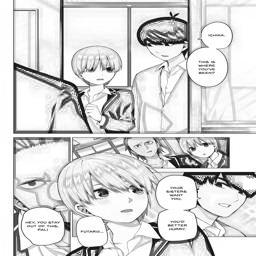 ICHIKA.
THIS IS
WHERE
YOU'VE
BEEN?
YOUR
SISTERS
WANT
YOU.
YOU'D
BETTER
HURRY.
FUTARO...
HEY, YOU STAY
OUT OF THIS,
PAL!